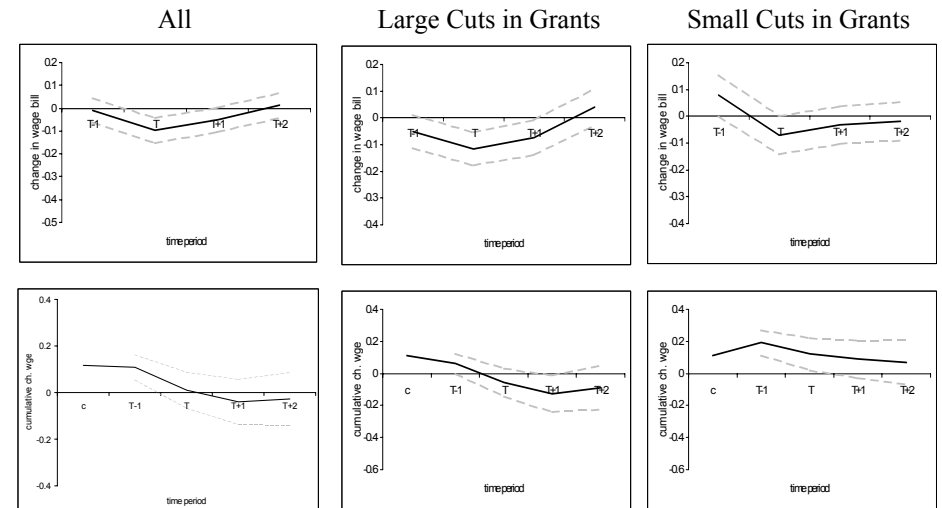 All
Large Cuts in Grants
Small Cuts in Grants
0.2
0.1
0
-0.1
-0.2
-0.3
-0.4
-0.5
T-1
T
T+1
T+2
change in wage bill
time period
0.2
0.1
0
-0.1
-0.2
-0.3
-0.4
T-1
T
T+1
T+2
change in wage bill
time period
0.2
0.1
0
-0.1
-0.2
-0.3
-0.4
T-1
T
T+1
T+2
change in wage bill
time period
0.4
0.2
0
-0.2
-0.4
c
T-1
T
T+1
T+2
cumulative ch. wge
time period
0.4
0.2
0
-0.2
-0.4
-0.6
c
T-1
T
T+1
T+2
cumulative ch. wge
time period
0.4
0.2
0
-0.2
-0.4
-0.6
c
T-1
T
T+1
T+2
cumulative ch. wge
time period